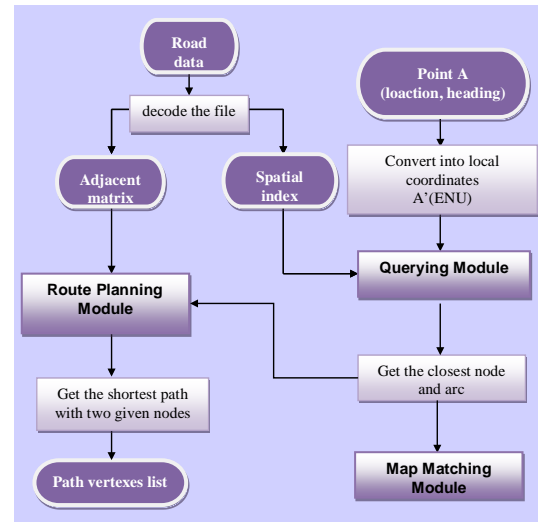 Road
data
Point A
(loaction, heading)
decode the file
Convert into local
coordinates
A’(ENU)
Adjacent
matrix
Spatial
index
Querying Module
Route Planning
Module
Get the closest node
and arc
Get the shortest path
with two given nodes
Map Matching
Module
Path vertexes list